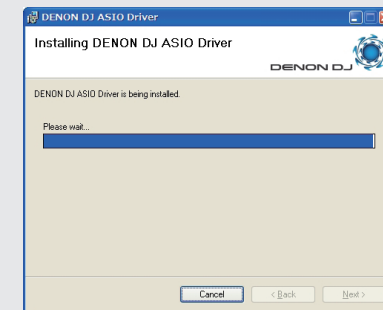 DENON DJ ASIO Driver
Installing DENON DJ ASIO Driver
DENON DJ
DENON DJ ASIO Driver is being installed.
Please wait...
Cancel
< Back
Next >